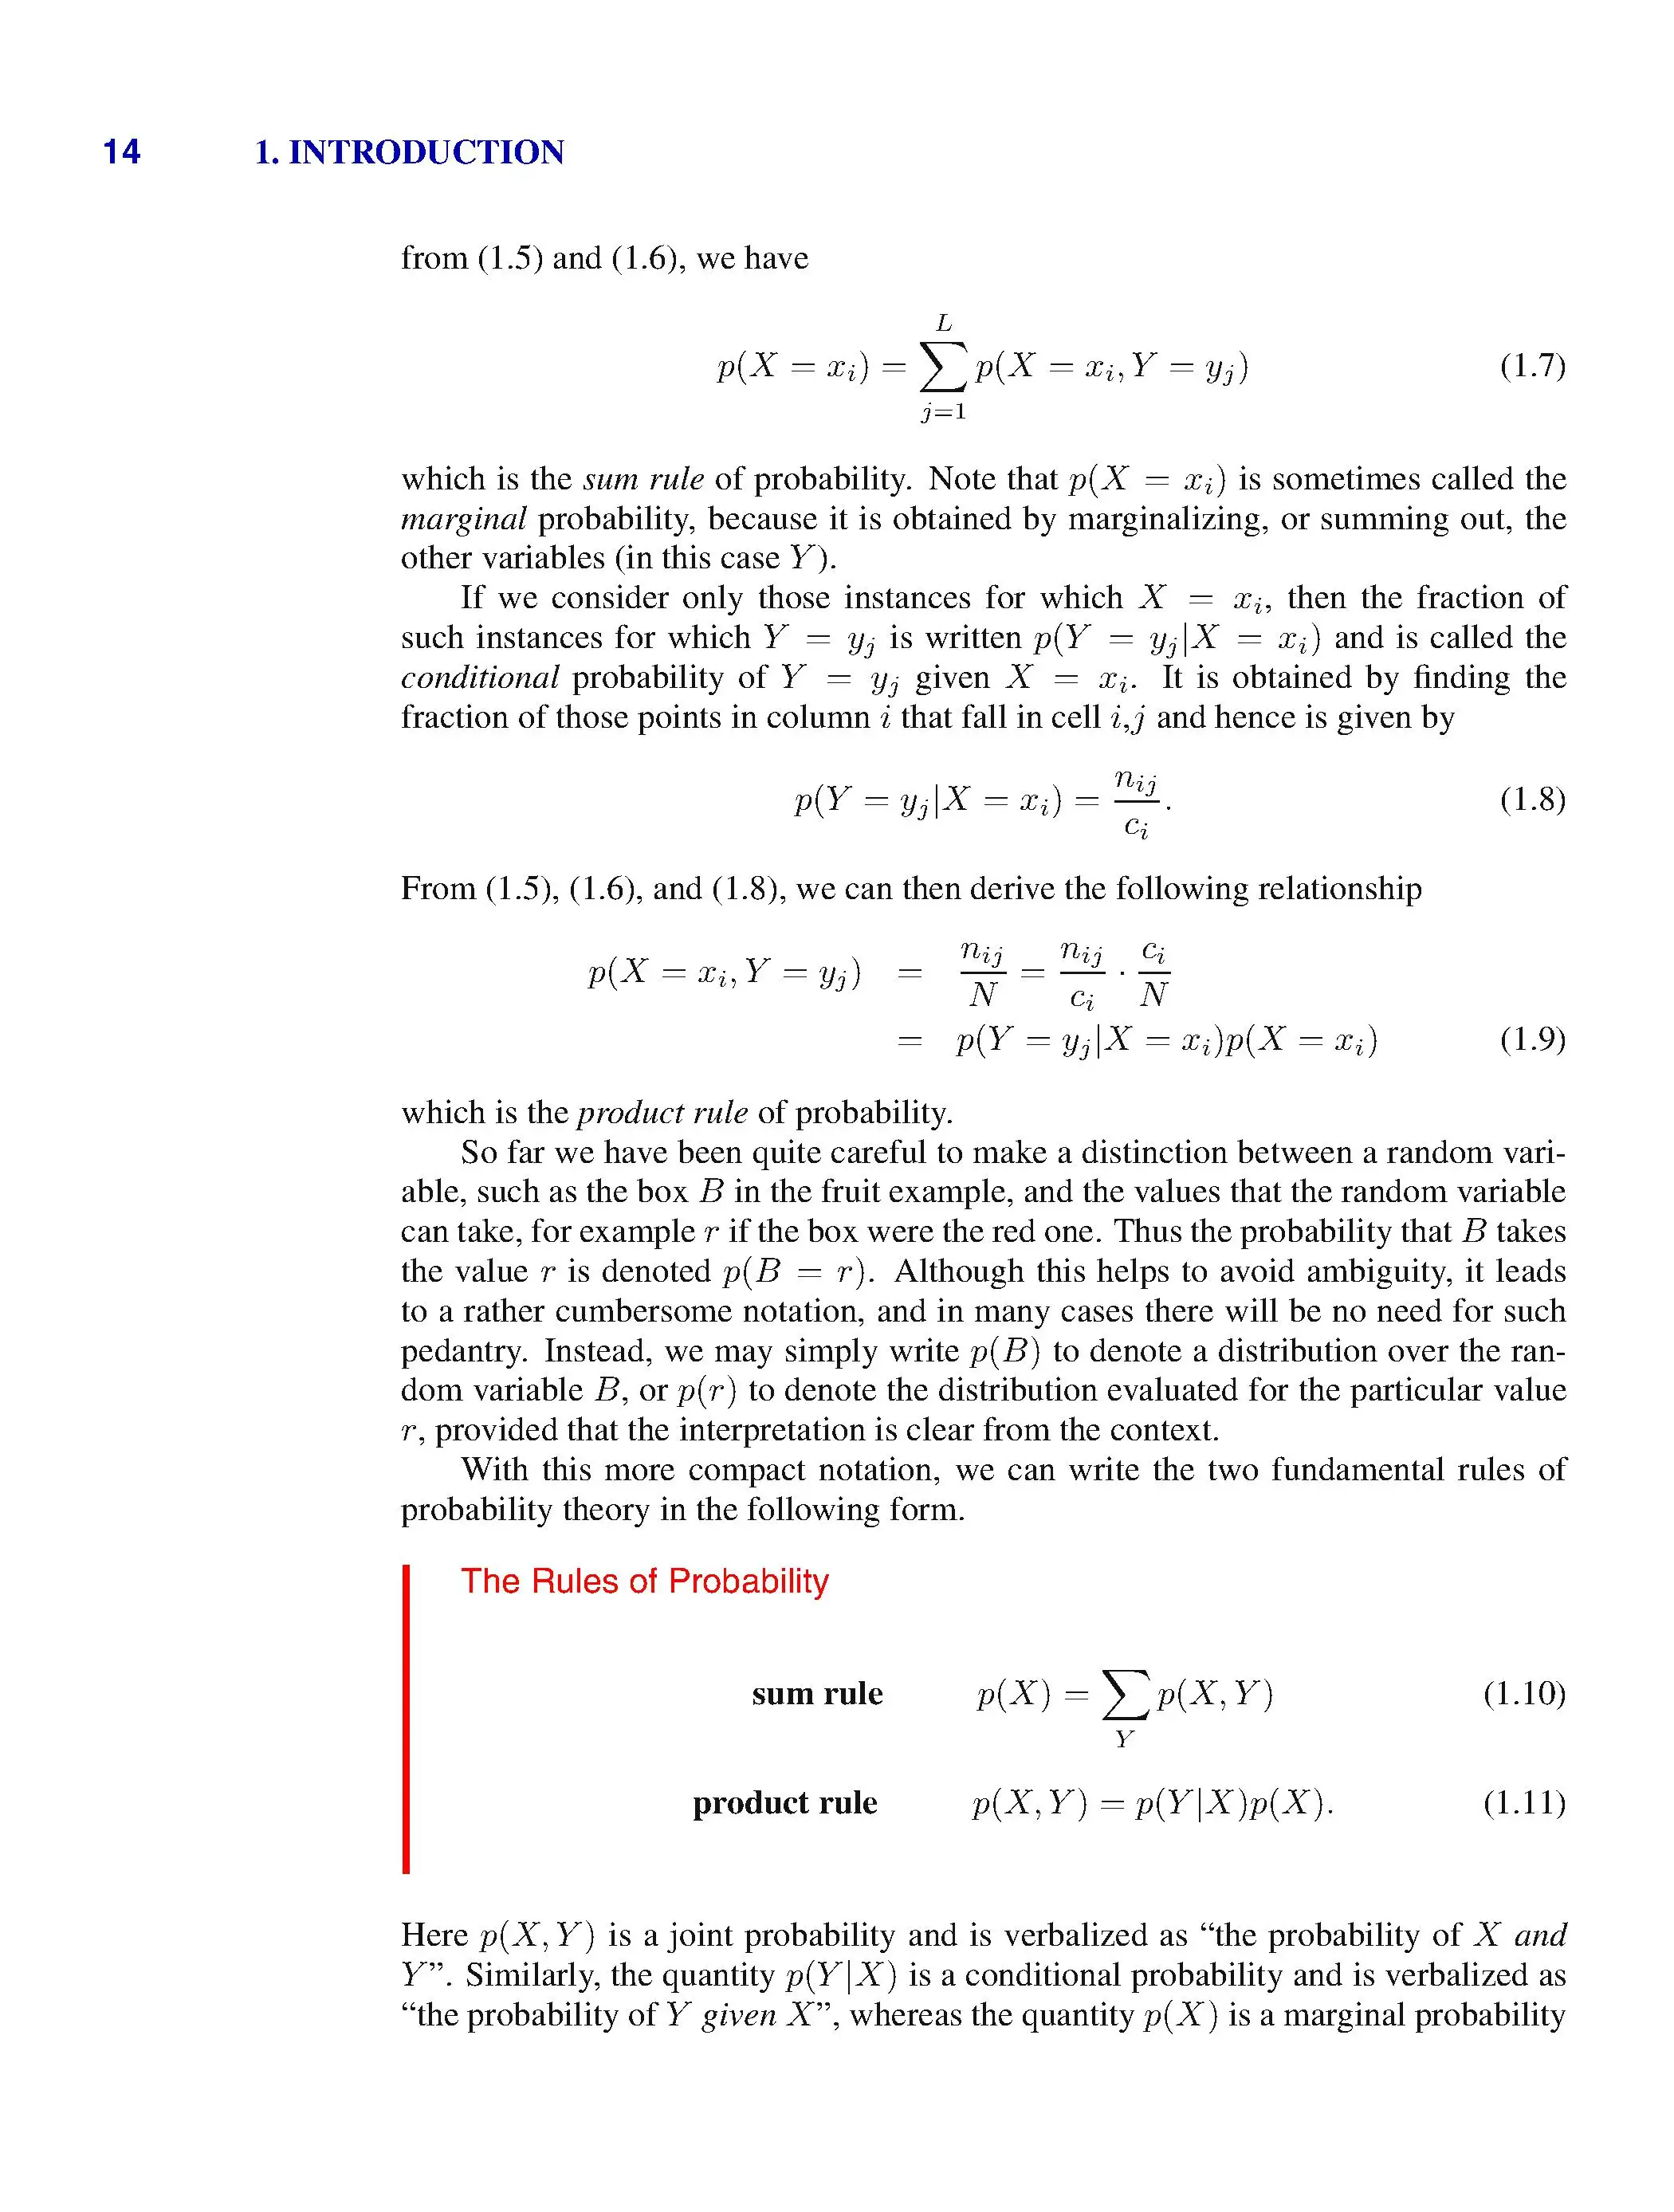 14 1. INTRODUCTION
from (1.5) and (1.6), we have
p(X = x_i) = \sum_{j=1}^{L} p(X = x_i, Y = y_j) (1.7)
which is the sum rule of probability. Note that p(X = x_i) is sometimes called the
marginal probability, because it is obtained by marginalizing, or summing out, the
other variables (in this case Y).
If we consider only those instances for which X = x_i, then the fraction of
such instances for which Y = y_j is written p(Y = y_j|X = x_i) and is called the
conditional probability of Y = y_j given X = x_i. It is obtained by finding the
fraction of those points in column i that fall in cell i,j and hence is given by
p(Y = y_j|X = x_i) = \frac{n_{ij}}{c_i}. (1.8)
From (1.5), (1.6), and (1.8), we can then derive the following relationship
p(X = x_i, Y = y_j) = \frac{n_{ij}}{N} = \frac{n_{ij}}{c_i} · \frac{c_i}{N}
= p(Y = y_j|X = x_i)p(X = x_i) (1.9)
which is the product rule of probability.
So far we have been quite careful to make a distinction between a random vari-
able, such as the box B in the fruit example, and the values that the random variable
can take, for example r if the box were the red one. Thus the probability that B takes
the value r is denoted p(B = r). Although this helps to avoid ambiguity, it leads
to a rather cumbersome notation, and in many cases there will be no need for such
pedantry. Instead, we may simply write p(B) to denote a distribution over the ran-
dom variable B, or p(r) to denote the distribution evaluated for the particular value
r, provided that the interpretation is clear from the context.
With this more compact notation, we can write the two fundamental rules of
probability theory in the following form.
The Rules of Probability
sum rule p(X) = \sum_{Y} p(X, Y) (1.10)
product rule p(X, Y) = p(Y|X)p(X). (1.11)
Here p(X, Y) is a joint probability and is verbalized as “the probability of X and
Y”. Similarly, the quantity p(Y|X) is a conditional probability and is verbalized as
“the probability of Y given X”, whereas the quantity p(X) is a marginal probability